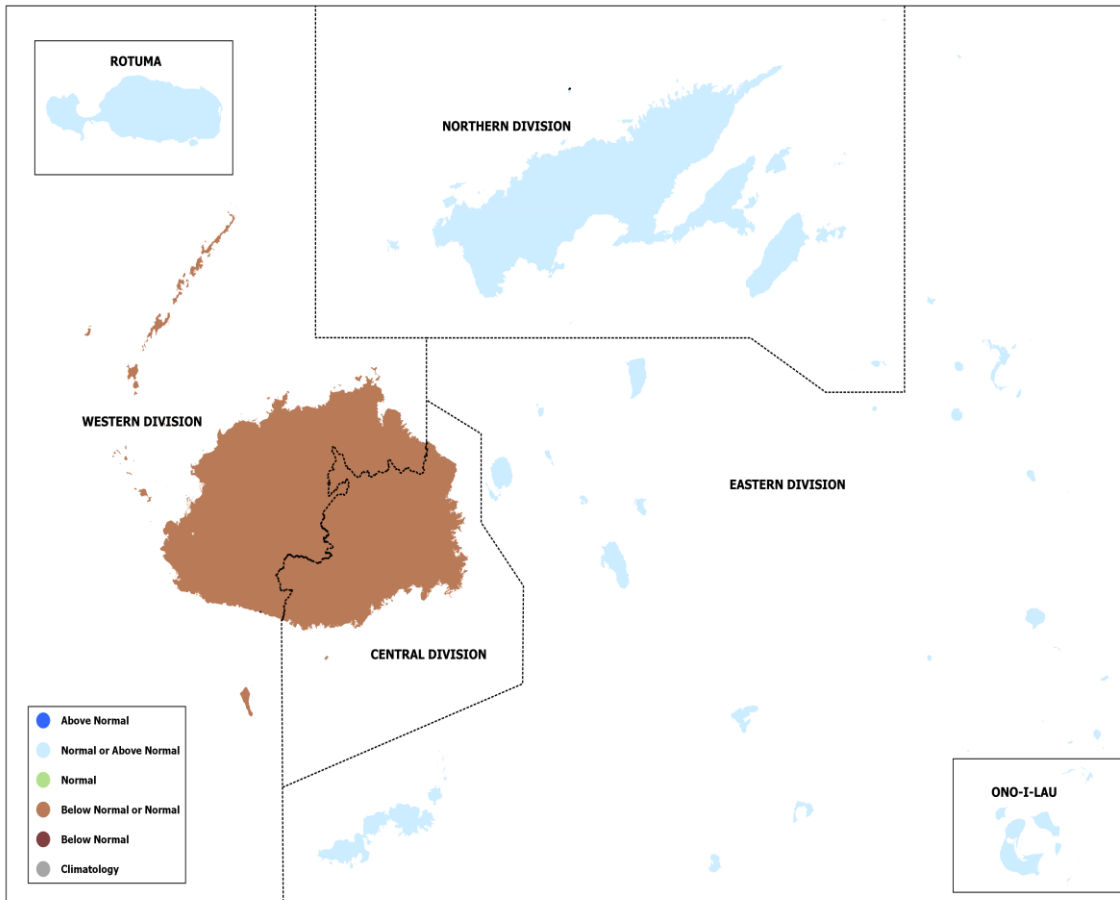 ROTUMA
NORTHERN DIVISION
WESTERN DIVISION
EASTERN DIVISION
CENTRAL DIVISION
Above Normal
Normal or Above Normal
Normal
Below Normal or Normal
Below Normal
Climatology
ONO-I-LAU